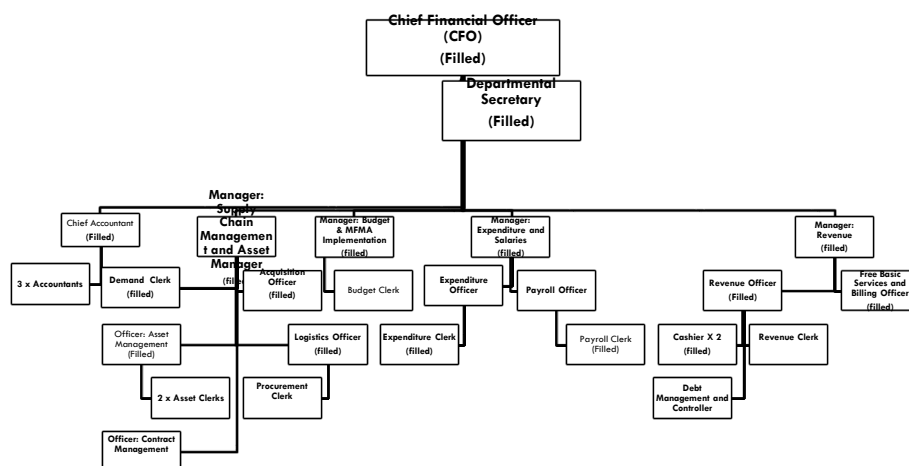 Chief Financial Officer
(CFO)
(Filled)
Departmental
Secretary
(Filled)
Chief Accountant
(Filled)
Manager:
Supply
Chain
Managemen
t and Asset
Manager
(filled)
Manager: Budget
& MFMA
Implementation
(filled)
Manager:
Expenditure and
Salaries
(filled)
Manager:
Revenue
(filled)
3 x Accountants
Demand Clerk
(filled)
Acquisition
Officer
(filled)
Budget Clerk
Expenditure
Officer
Payroll Officer
Revenue Officer
(Filled)
Free Basic
Services and
Billing Officer
(filled)
Officer: Asset
Management
(Filled)
Logistics Officer
(filled)
Expenditure Clerk
(filled)
Payroll Clerk
(Filled)
Cashier X 2
(filled)
Revenue Clerk
2 x Asset Clerks
Procurement
Clerk
Debt
Management and
Controller
Officer: Contract
Management